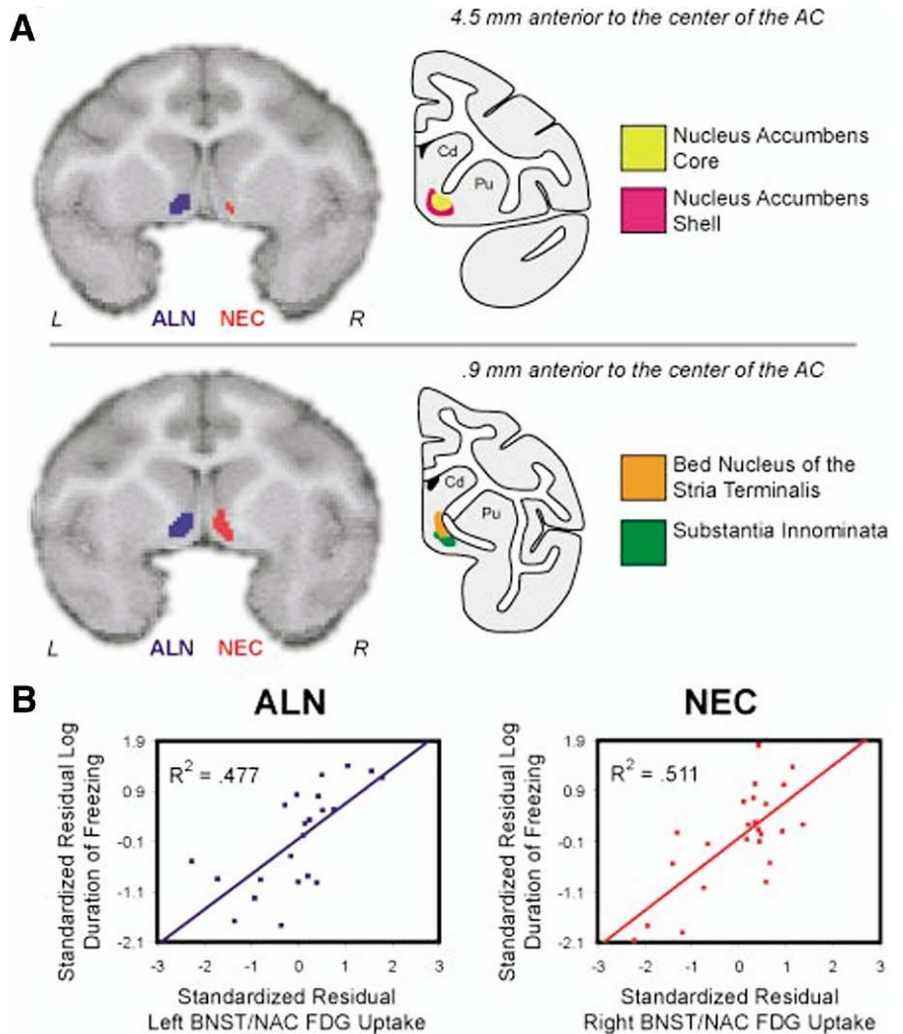 A
4.5 mm anterior to the center of the AC
Cd
Pu
Nucleus Accumbens
Core
Nucleus Accumbens
Shell
L ALN NEC R
.9 mm anterior to the center of the AC
Cd
Pu
Bed Nucleus of the
Stria Terminalis
Substantia Innominata
L ALN NEC R
B
ALN
Standardized Residual Log
Duration of Freezing
1.9
0.9
-0.1
-1.1
-2.1
R² = .477
-3 -2 -1 0 1 2 3
Standardized Residual
Left BNST/NAC FDG Uptake
NEC
Standardized Residual Log
Duration of Freezing
1.9
0.9
-0.1
-1.1
-2.1
R² = .511
-3 -2 -1 0 1 2 3
Standardized Residual
Right BNST/NAC FDG Uptake